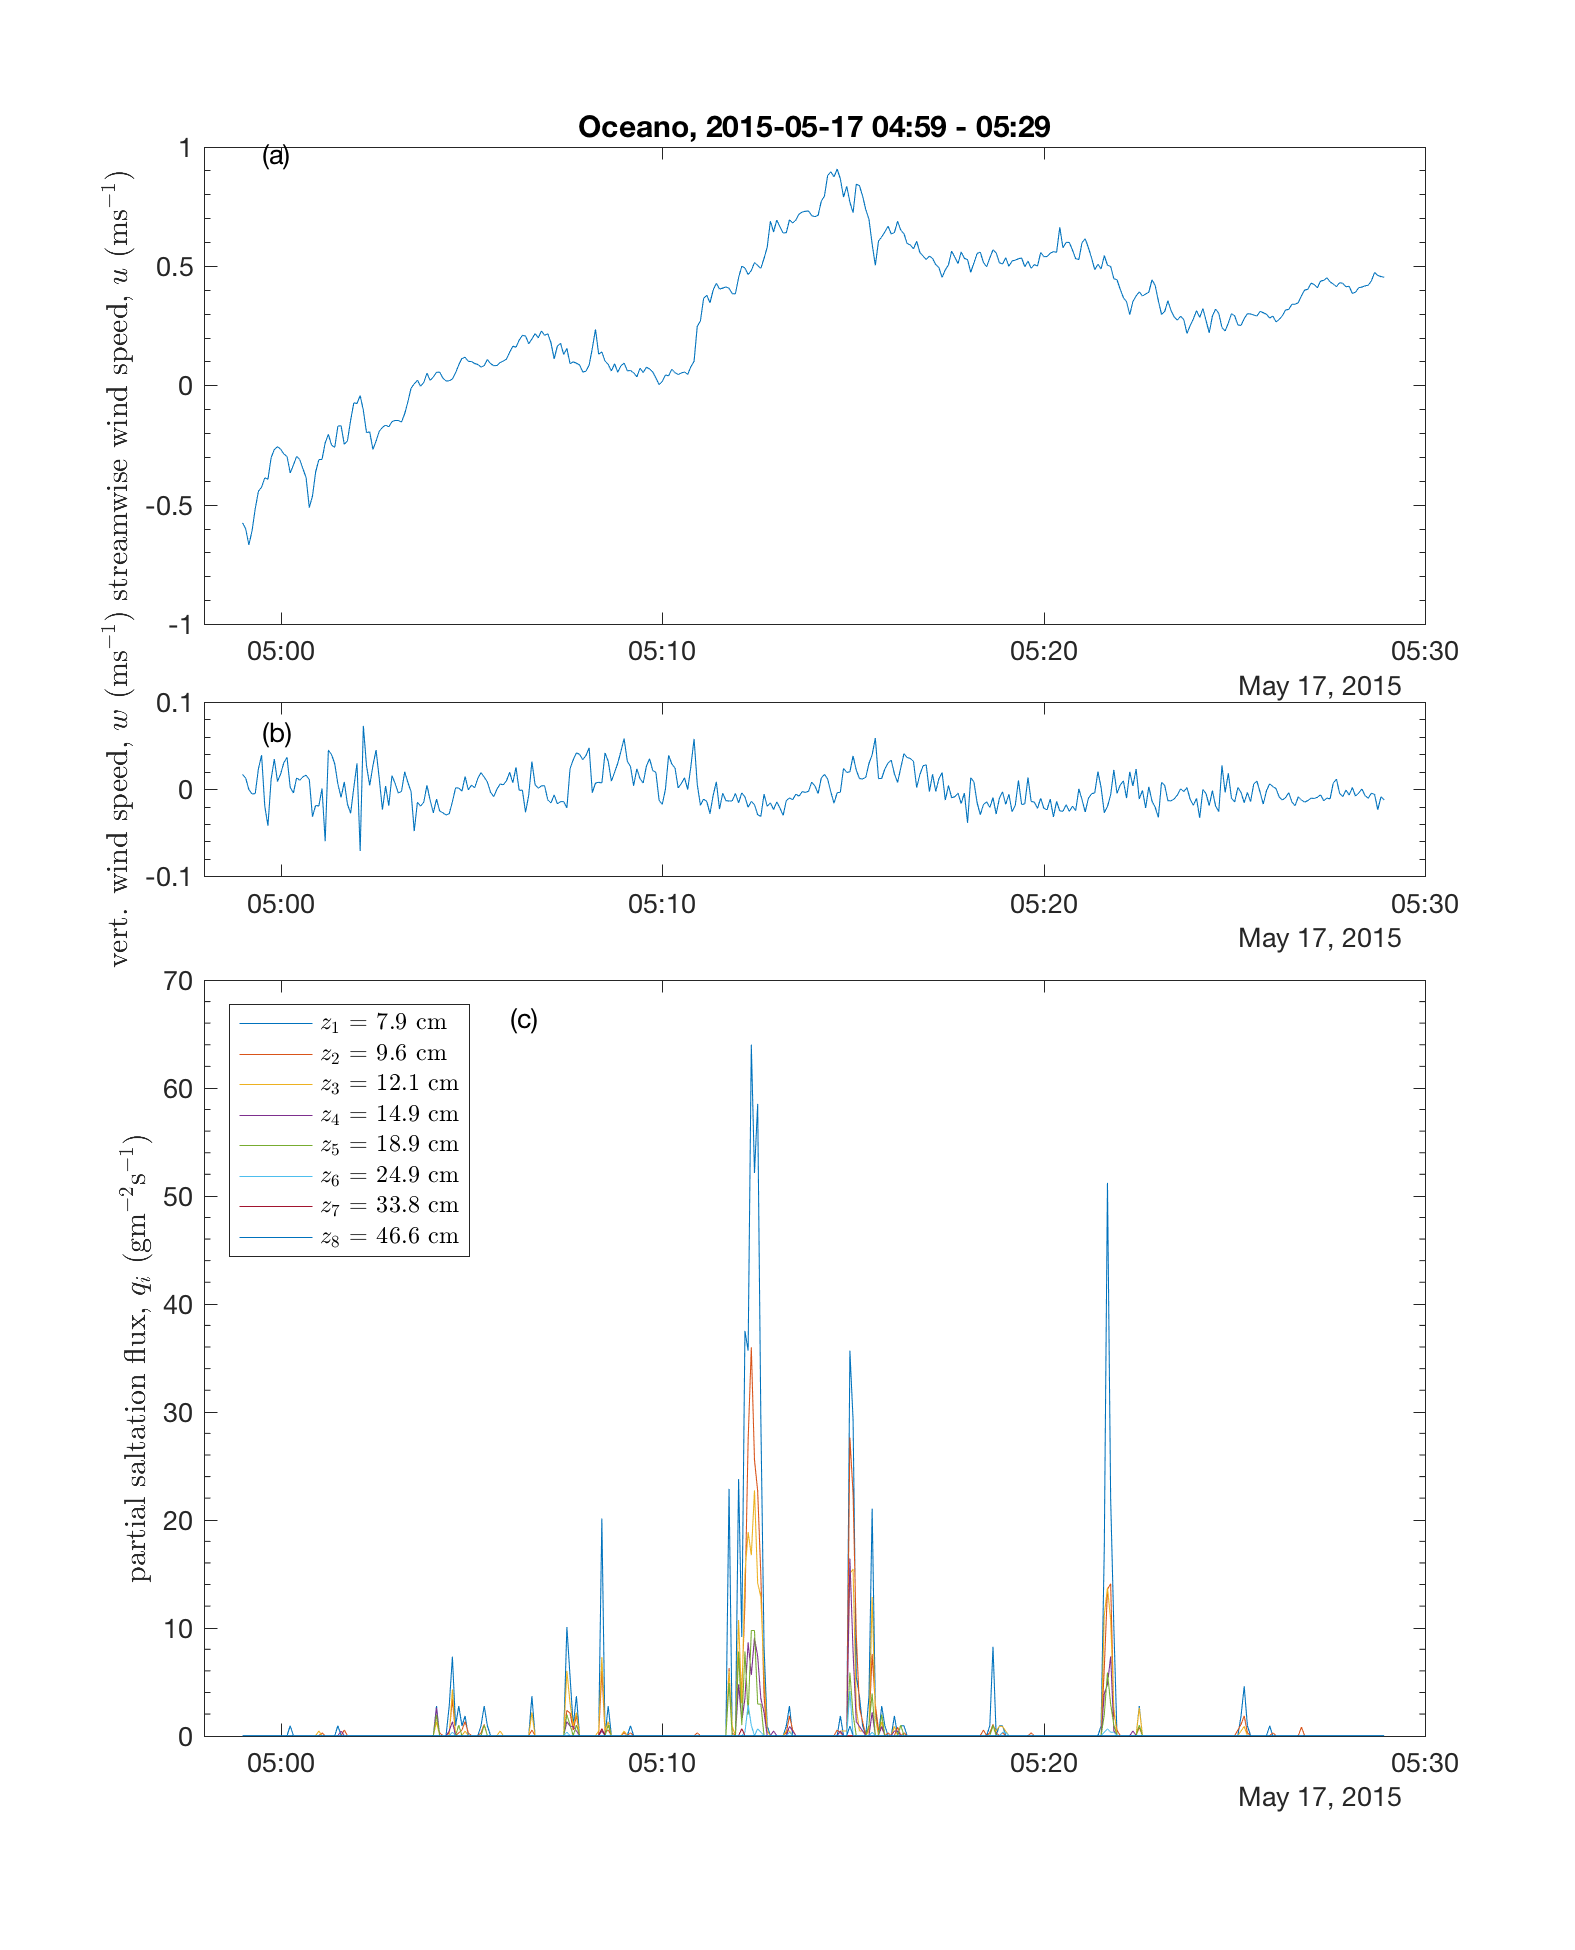 Oceano, 2015-05-17 04:59 - 05:29
(a)
streamwise wind speed, u (ms⁻¹)
1
0.5
0
-0.5
-1
05:00 05:10 05:20 05:30
May 17, 2015
(b)
vert. wind speed, w (ms⁻¹)
0.1
0
-0.1
05:00 05:10 05:20 05:30
May 17, 2015
(c)
partial saltation flux, qᵢ (gm⁻²s⁻¹)
70
60
50
40
30
20
10
0
z₁ = 7.9 cm
z₂ = 9.6 cm
z₃ = 12.1 cm
z₄ = 14.9 cm
z₅ = 18.9 cm
z₆ = 24.9 cm
z₇ = 33.8 cm
z₈ = 46.6 cm
05:00 05:10 05:20 05:30
May 17, 2015